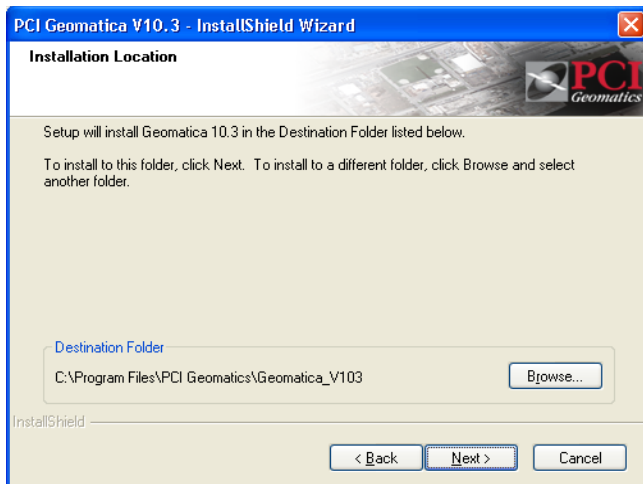 PCI Geomatica V10.3 - InstallShield Wizard
Installation Location
PCI
Geomatics
Setup will install Geomatica 10.3 in the Destination Folder listed below.
To install to this folder, click Next. To install to a different folder, click Browse and select
another folder.
Destination Folder
C:\Program Files\PCI Geomatics\Geomatica_V103
Browse...
InstallShield
< Back
Next >
Cancel